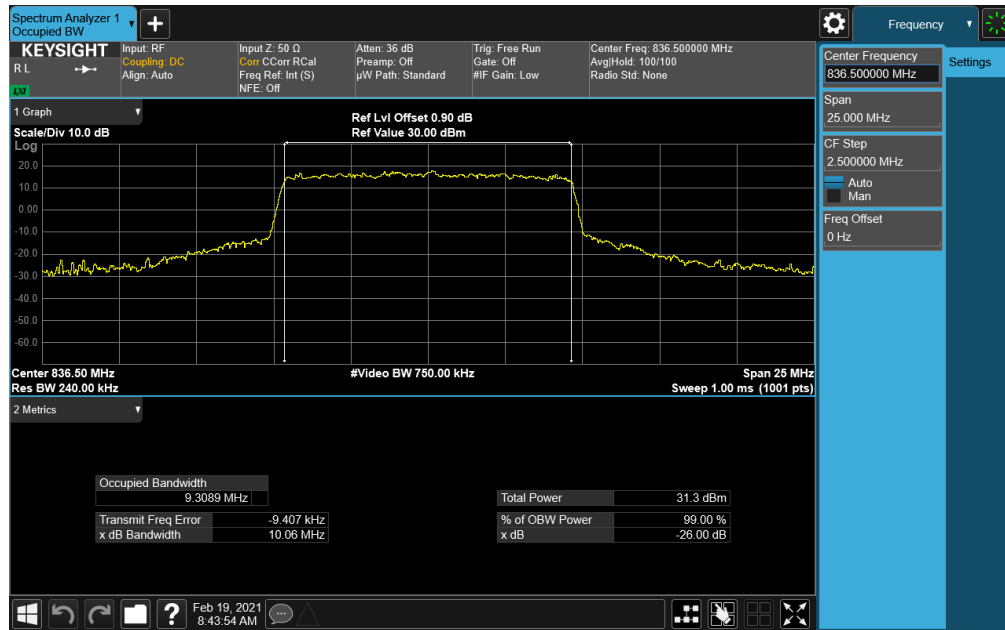 Spectrum Analyzer 1
Occupied BW
Frequency
KEYSIGHT
R L
LXI
Input: RF
Coupling: DC
Align: Auto
Input Z: 50 Ω
Corr CCorr RCal
Freq Ref: Int (S)
NFE: Off
Atten: 36 dB
Preamp: Off
µW Path: Standard
Trig: Free Run
Gate: Off
#IF Gain: Low
Center Freq: 836.500000 MHz
Avg|Hold: 100/100
Radio Std: None
Center Frequency
836.500000 MHz
Settings
Span
25.000 MHz
CF Step
2.500000 MHz
Auto
Man
Freq Offset
0 Hz
1 Graph
Scale/Div 10.0 dB
Ref Lvl Offset 0.90 dB
Ref Value 30.00 dBm
Log
20.0
10.0
0.00
-10.0
-20.0
-30.0
-40.0
-50.0
-60.0
Center 836.50 MHz
#Video BW 750.00 kHz
Span 25 MHz
Res BW 240.00 kHz
Sweep 1.00 ms (1001 pts)
2 Metrics
Occupied Bandwidth
9.3089 MHz
Total Power 31.3 dBm
Transmit Freq Error -9.407 kHz
% of OBW Power 99.00 %
x dB Bandwidth 10.06 MHz
x dB -26.00 dB
?
Feb 19, 2021
8:43:54 AM